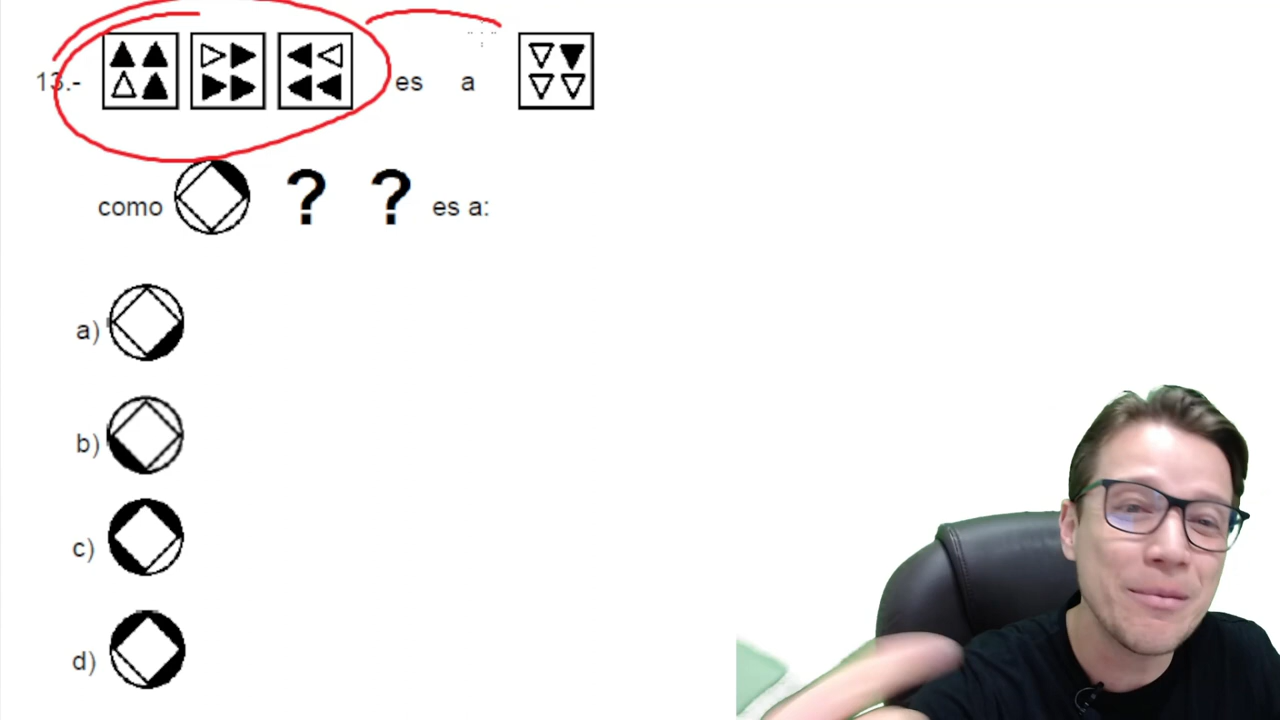 13.- es a
como ? ? es a:
a)
b)
c)
d)